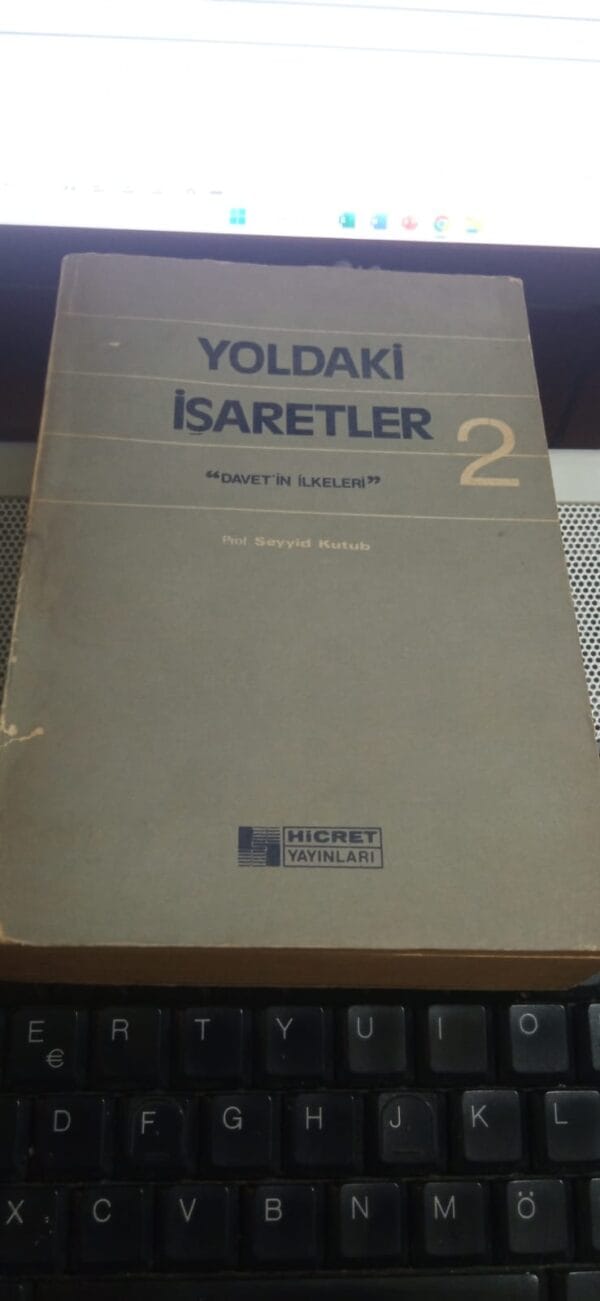 YOLDAKİ
İŞARETLER 2
“DAVET'İN İLKELERİ”
Prof Seyyid Kutub
HİCRET
YAYINLARI
E R T Y U I O
€
D F G H J K L
X C V B N M Ö